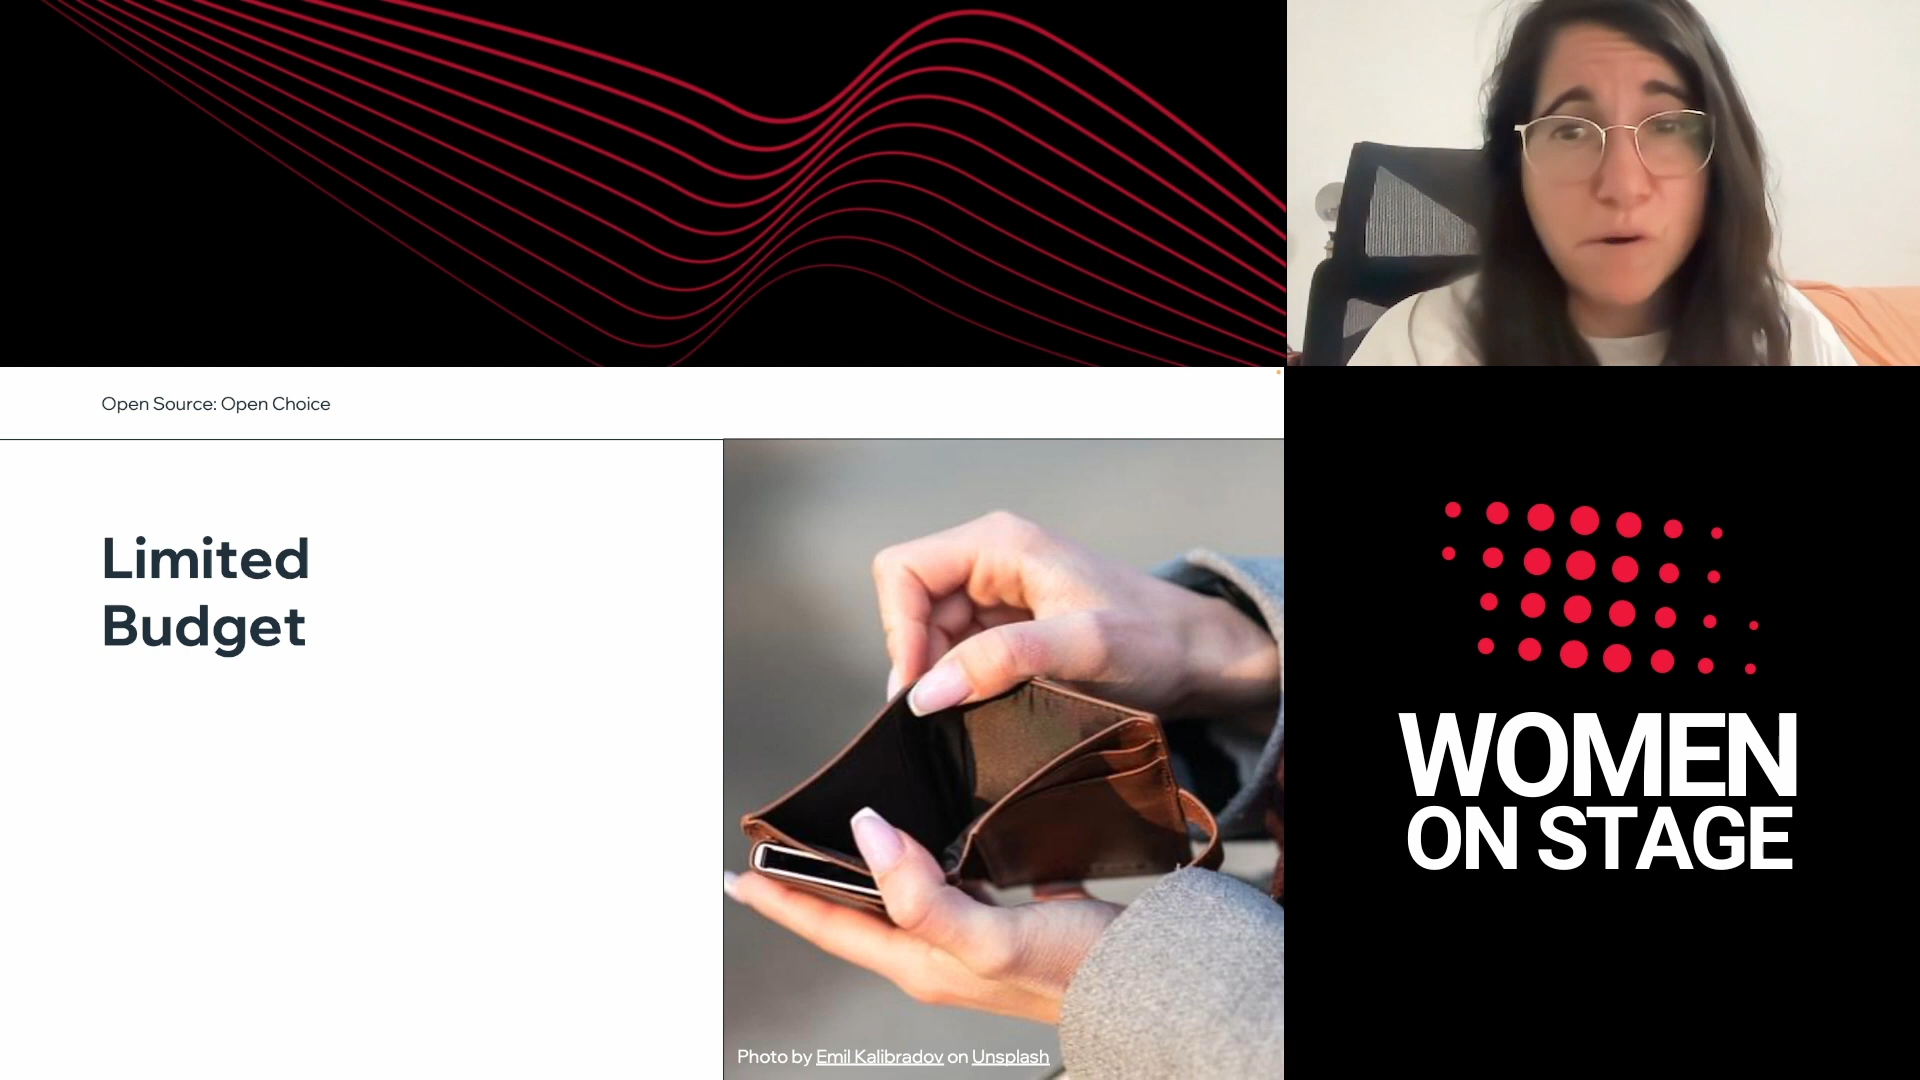 Open Source: Open Choice
Limited
Budget
Photo by Emil Kalibradov on Unsplash
WOMEN
ON STAGE